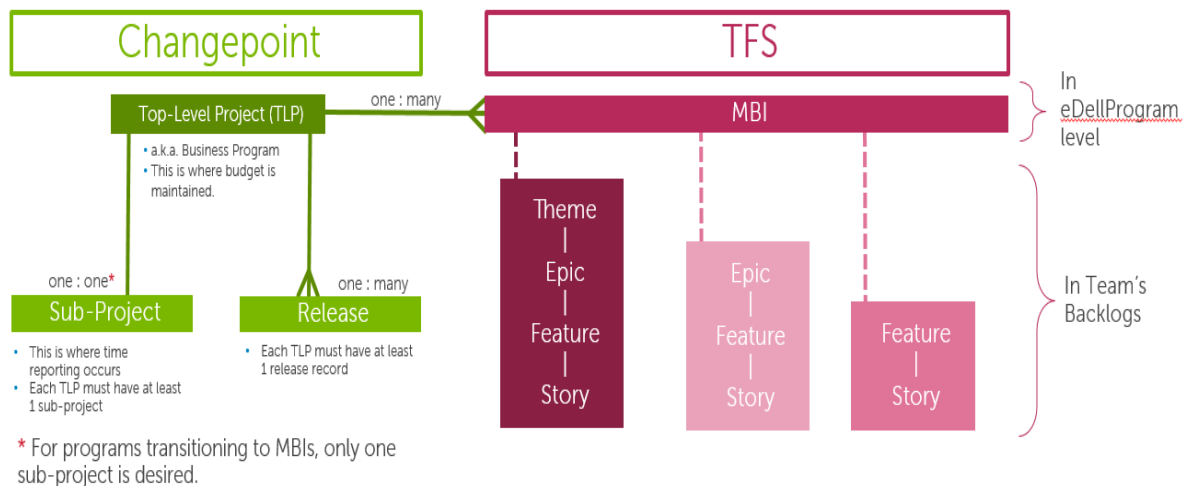 Changepoint
TFS
Top-Level Project (TLP)
one : many
MBI
In
eDellProgram
level
• a.k.a. Business Program
• This is where budget is
maintained.
one : one*
Sub-Project
one : many
Release
• This is where time
reporting occurs
• Each TLP must have at least
1 sub-project
• Each TLP must have at least
1 release record
* For programs transitioning to MBIs, only one
sub-project is desired.
Theme
Epic
Feature
Story
Epic
Feature
Story
Feature
Story
In Team's
Backlogs